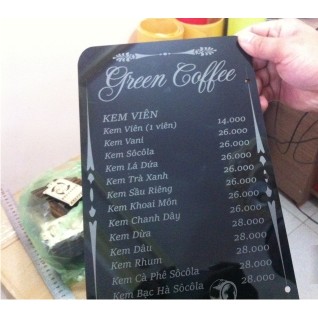 Green Coffee
KEM VIÊN
Kem Viên (1 viên) 14.000
Kem Vani 26.000
Kem Sôcôla 26.000
Kem Lá Dứa 26.000
Kem Trà Xanh 26.000
Kem Sầu Riêng 26.000
Kem Khoai Môn 26.000
Kem Chanh Dây 26.000
Kem Dừa 28.000
Kem Dâu 28.000
Kem Rhum 28.000
Kem Cà Phê Sôcôla 28.000
Kem Bạc Hà Sôcôla 28.000